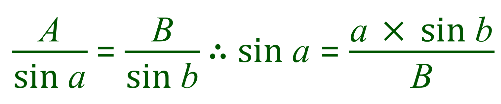 A/sin a = B/sin b ∴ sin a = a × sin b/B